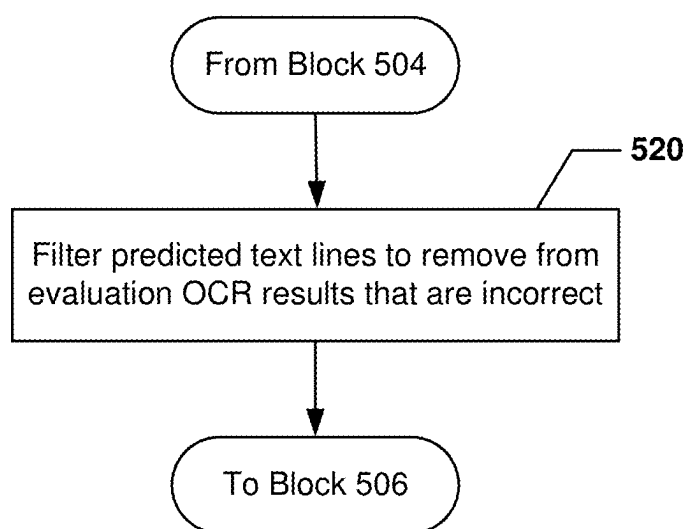 From Block 504
520
Filter predicted text lines to remove from
evaluation OCR results that are incorrect
To Block 506